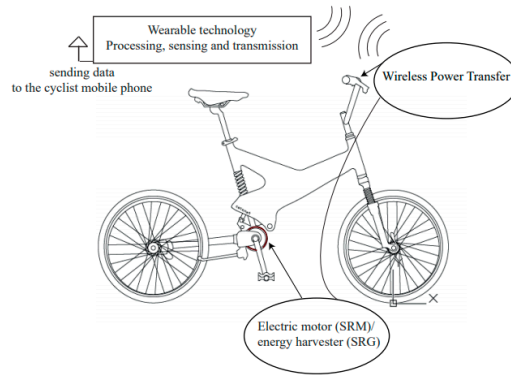 Wearable technology
Processing, sensing and transmission
sending data
to the cyclist mobile phone
Wireless Power Transfer
X
Electric motor (SRM)/
energy harvester (SRG)